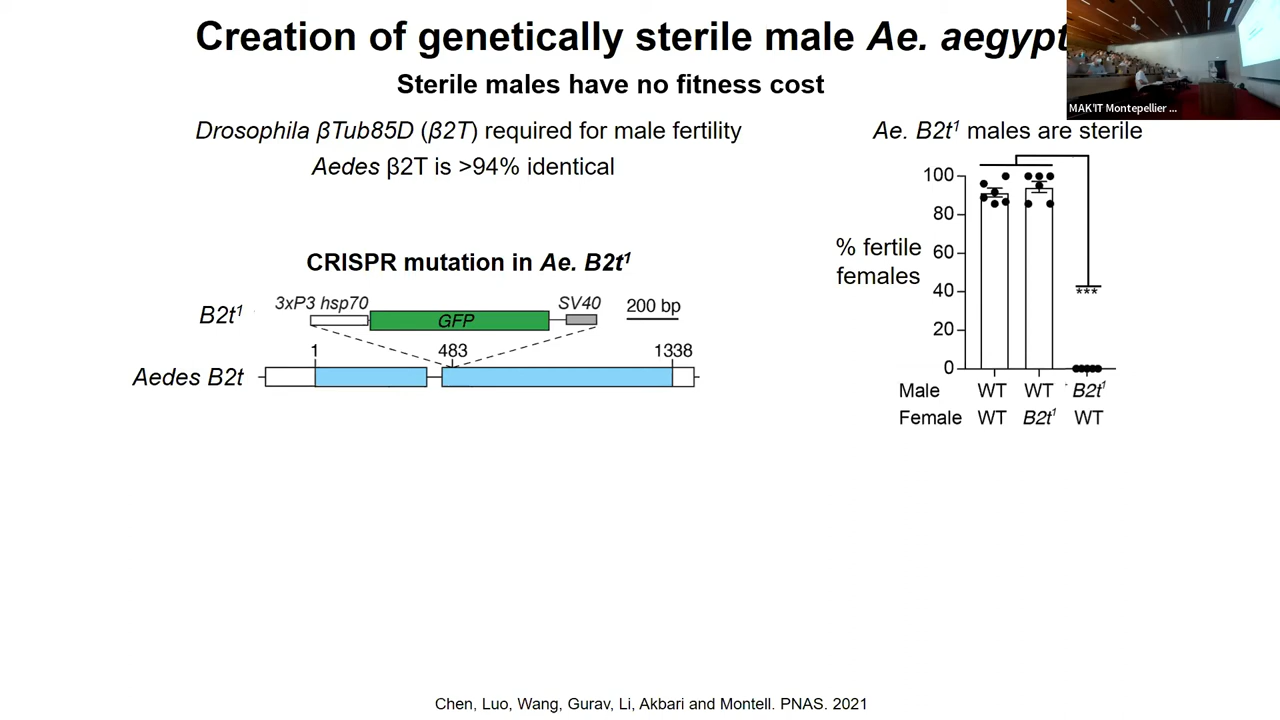 Creation of genetically sterile male Ae. aegypt
Sterile males have no fitness cost
MAK'IT Montepellier ...
Drosophila βTub85D (β2T) required for male fertility
Aedes β2T is >94% identical
Ae. B2t¹ males are sterile
CRISPR mutation in Ae. B2t¹
B2t¹
3xP3 hsp70
GFP
SV40
200 bp
1
483
1338
Aedes B2t
% fertile
females
100
80
60
40
20
0
***
Male WT WT B2t¹
Female WT B2t¹ WT
Chen, Luo, Wang, Gurav, Li, Akbari and Montell. PNAS. 2021